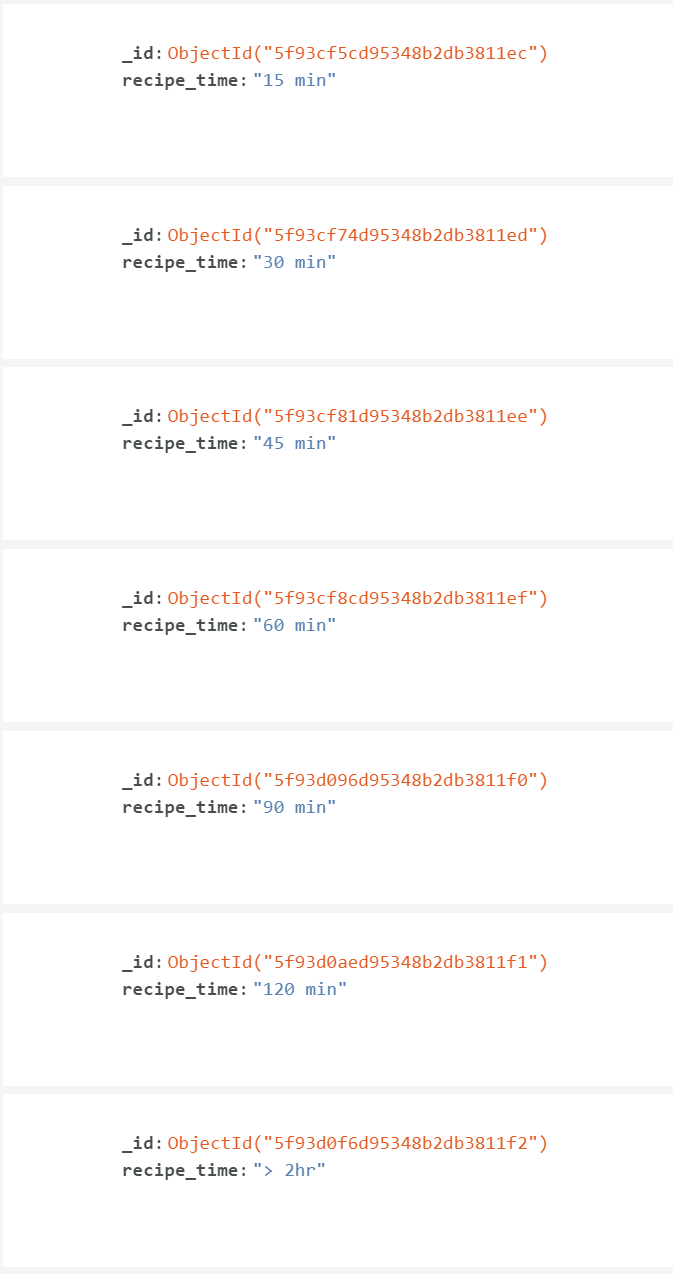 _id: ObjectId("5f93cf5cd95348b2db3811ec")
recipe_time: "15 min"
_id: ObjectId("5f93cf74d95348b2db3811ed")
recipe_time: "30 min"
_id: ObjectId("5f93cf81d95348b2db3811ee")
recipe_time: "45 min"
_id: ObjectId("5f93cf8cd95348b2db3811ef")
recipe_time: "60 min"
_id: ObjectId("5f93d096d95348b2db3811f0")
recipe_time: "90 min"
_id: ObjectId("5f93d0aed95348b2db3811f1")
recipe_time: "120 min"
_id: ObjectId("5f93d0f6d95348b2db3811f2")
recipe_time: "> 2hr"